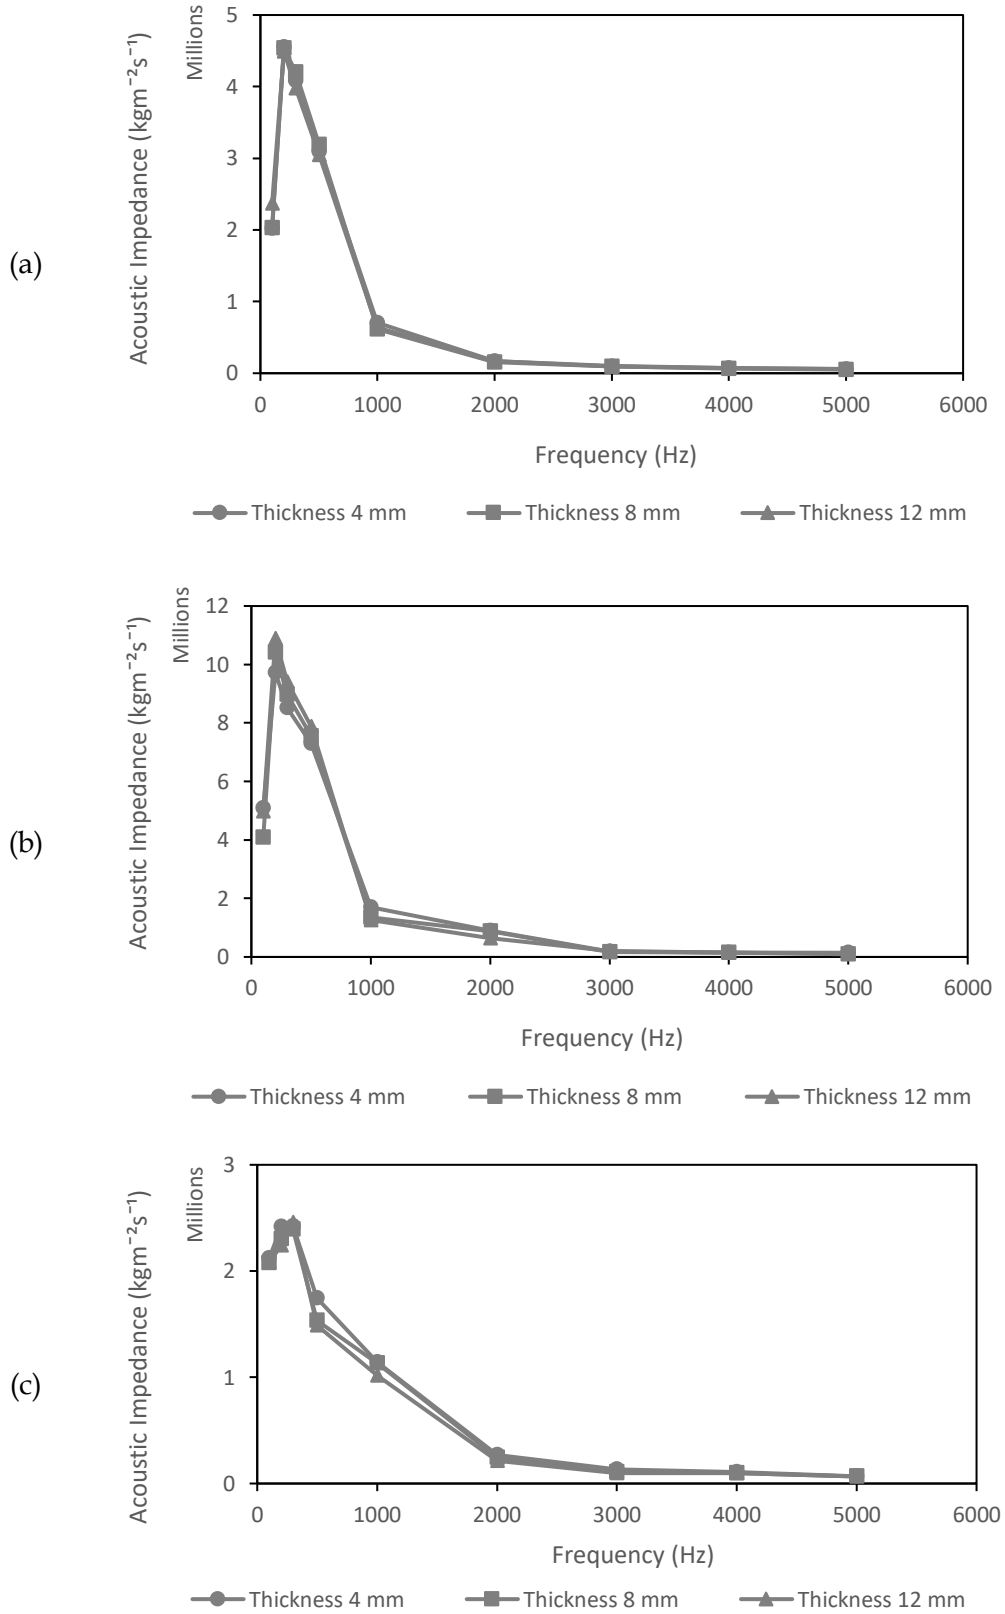 (a)
Acoustic Impedance (kgm⁻²s⁻¹)
Millions
5
4
3
2
1
0
0 1000 2000 3000 4000 5000 6000
Frequency (Hz)
Thickness 4 mm Thickness 8 mm Thickness 12 mm
(b)
Acoustic Impedance (kgm⁻²s⁻¹)
Millions
12
10
8
6
4
2
0
0 1000 2000 3000 4000 5000 6000
Frequency (Hz)
Thickness 4 mm Thickness 8 mm Thickness 12 mm
(c)
Acoustic Impedance (kgm⁻²s⁻¹)
Millions
3
2
1
0
0 1000 2000 3000 4000 5000 6000
Frequency (Hz)
Thickness 4 mm Thickness 8 mm Thickness 12 mm